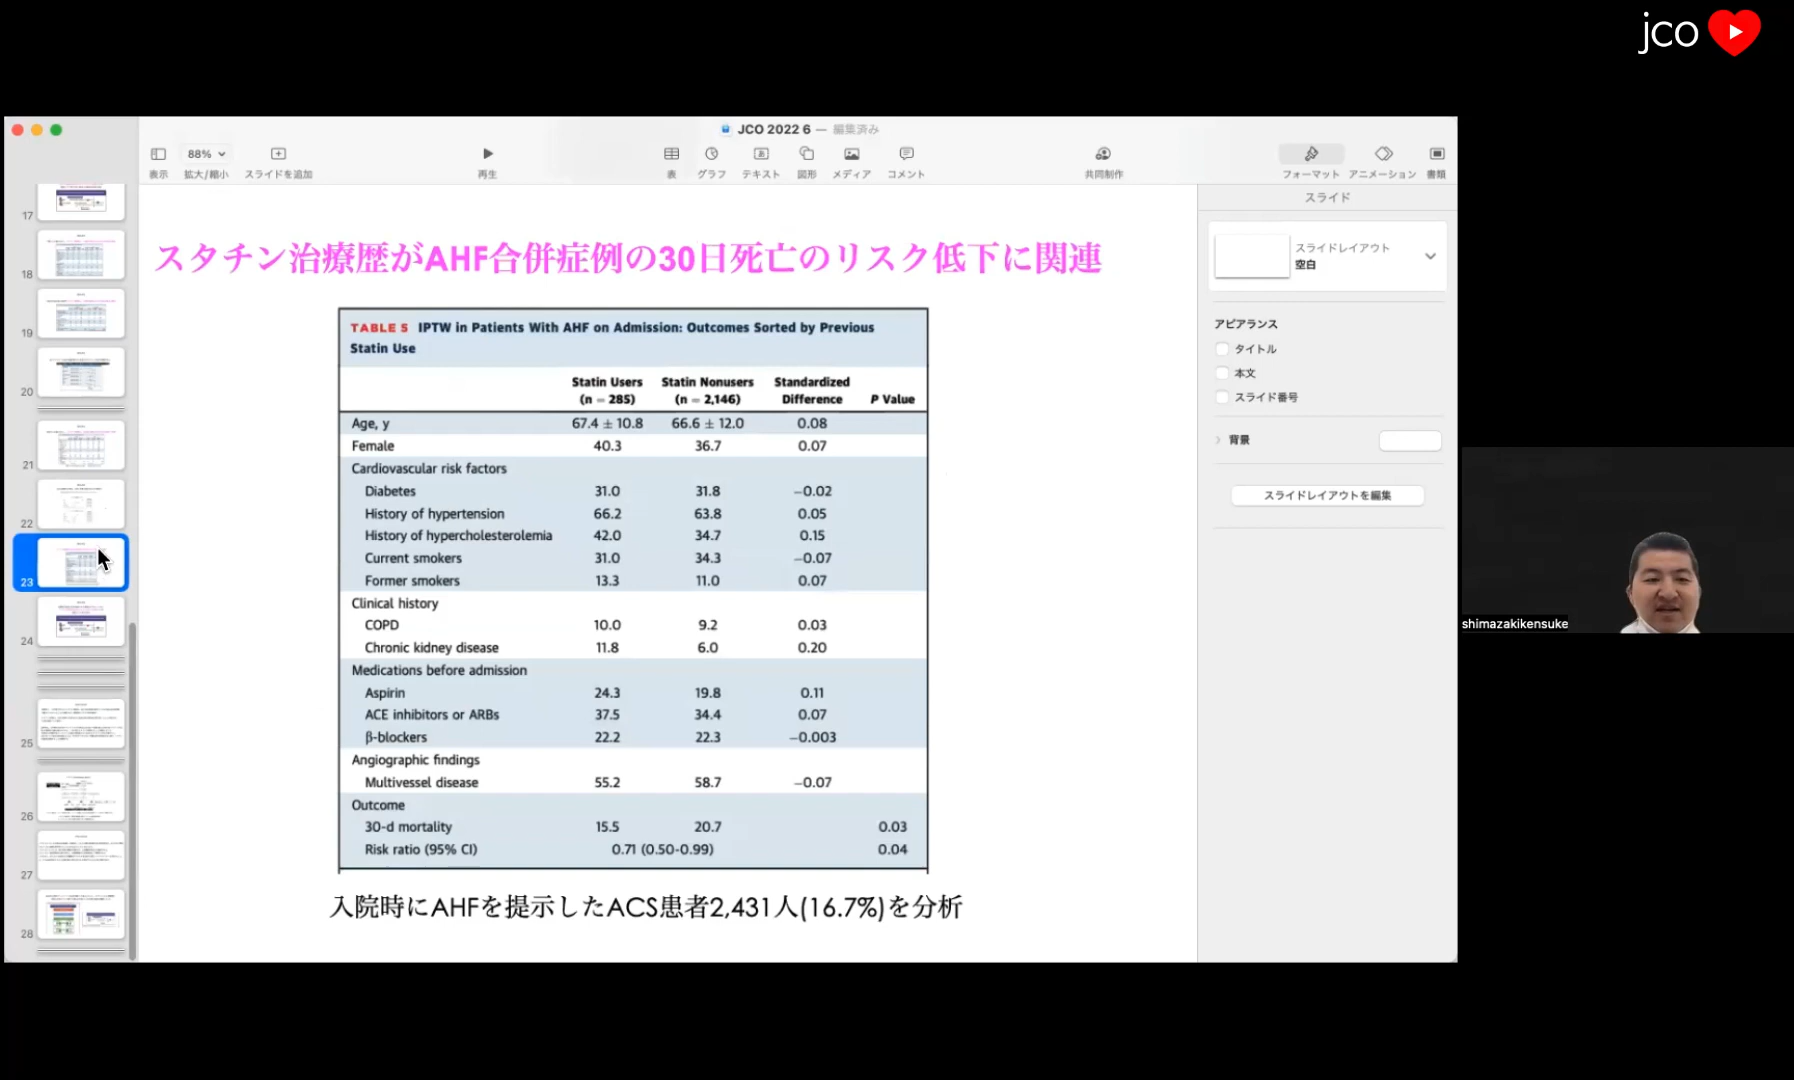 jco
JCO 2022 6 — 編集済み
88%
表示
拡大/縮小
スライドを追加
再生
表
グラフ
テキスト
図形
メディア
コメント
共同制作
フォーマット
アニメーション
書類
17
18
19
20
21
22
23
24
25
26
27
28
スタチン治療歴がAHF合併症例の30日死亡のリスク低下に関連
TABLE 5 IPTW in Patients With AHF on Admission: Outcomes Sorted by Previous
Statin Use
Statin Users Statin Nonusers Standardized
(n = 285) (n = 2,146) Difference P Value
Age, y 67.4 ± 10.8 66.6 ± 12.0 0.08
Female 40.3 36.7 0.07
Cardiovascular risk factors
Diabetes 31.0 31.8 −0.02
History of hypertension 66.2 63.8 0.05
History of hypercholesterolemia 42.0 34.7 0.15
Current smokers 31.0 34.3 −0.07
Former smokers 13.3 11.0 0.07
Clinical history
COPD 10.0 9.2 0.03
Chronic kidney disease 11.8 6.0 0.20
Medications before admission
Aspirin 24.3 19.8 0.11
ACE inhibitors or ARBs 37.5 34.4 0.07
β-blockers 22.2 22.3 −0.003
Angiographic findings
Multivessel disease 55.2 58.7 −0.07
Outcome
30-d mortality 15.5 20.7 0.03
Risk ratio (95% CI) 0.71 (0.50-0.99) 0.04
入院時にAHFを提示したACS患者2,431人(16.7%)を分析
スライド
スライドレイアウト
空白
アピアランス
タイトル
本文
スライド番号
背景
スライドレイアウトを編集
shimazakikensuke